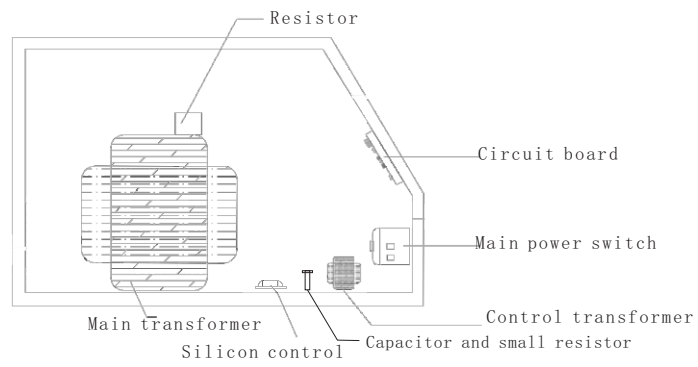 Resistor
Circuit board
Main power switch
Control transformer
Main transformer
Capacitor and small resistor
Silicon control